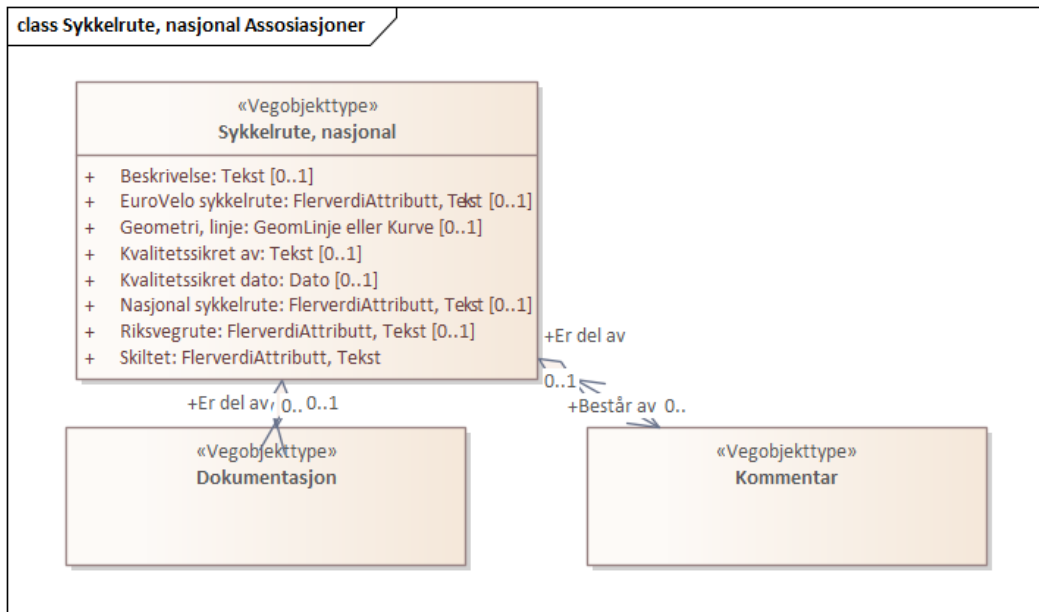 class Sykkelrute, nasjonal Assosiasjoner
«Vegobjekttype»
Sykkelrute, nasjonal
+ Beskrivelse: Tekst [0..1]
+ EuroVelo sykkelrute: FlerverdiAttributt, Tekst [0..1]
+ Geometri, linje: GeomLinje eller Kurve [0..1]
+ Kvalitetssikret av: Tekst [0..1]
+ Kvalitetssikret dato: Dato [0..1]
+ Nasjonal sykkelrute: FlerverdiAttributt, Tekst [0..1]
+ Riksvegrute: FlerverdiAttributt, Tekst [0..1]
+ Skiltet: FlerverdiAttributt, Tekst
+Er del av
0..1
+Er del av 0.. 0..1
+Består av 0..
«Vegobjekttype»
Dokumentasjon
«Vegobjekttype»
Kommentar